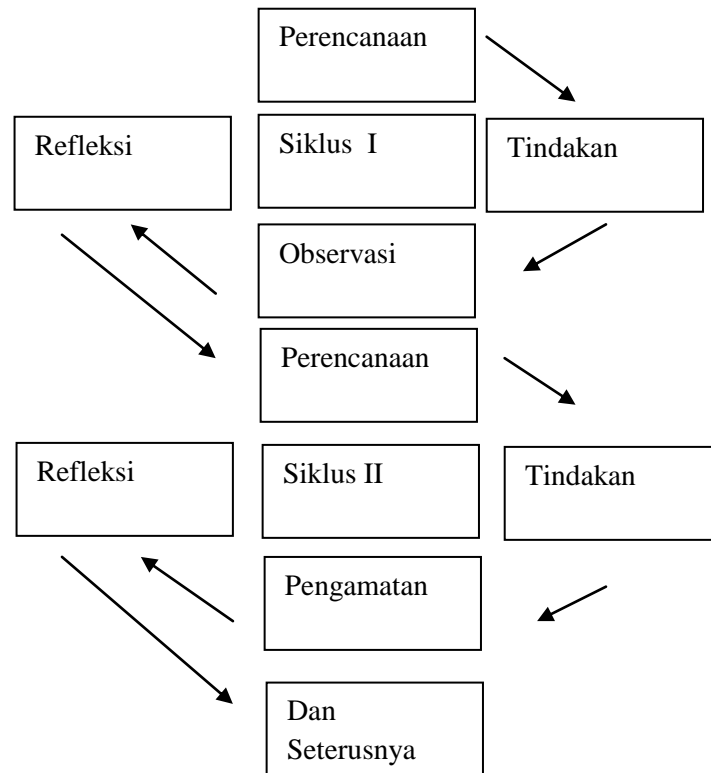 Perencanaan
Refleksi
Siklus I
Tindakan
Observasi
Perencanaan
Refleksi
Siklus II
Tindakan
Pengamatan
Dan
Seterusnya